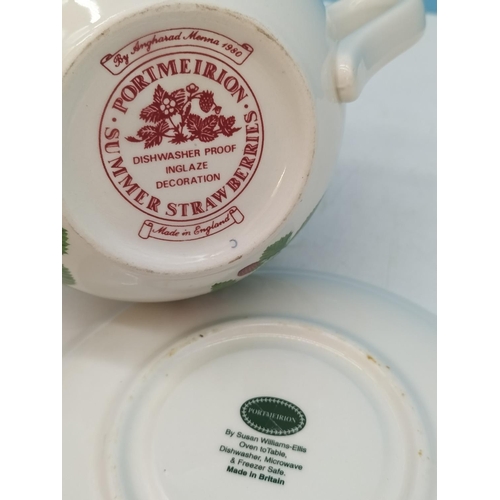 By Angharad Menna 1980
PORTMEIRION
DISHWASHER PROOF
INGLAZE
DECORATION
SUMMER STRAWBERRIES
Made in England
PORTMEIRION
By Susan Williams-Ellis
Oven to Table,
Dishwasher, Microwave
& Freezer Safe.
Made in Britain